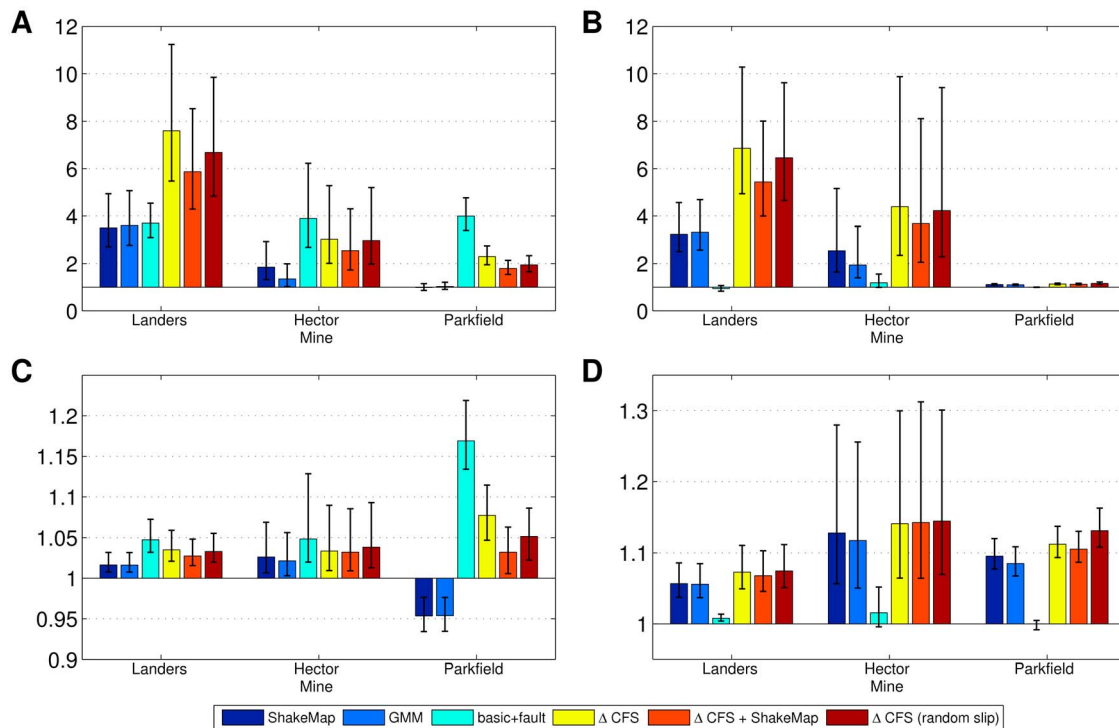 A
12
10
8
6
4
2
0
Landers
Hector
Mine
Parkfield
B
12
10
8
6
4
2
0
Landers
Hector
Mine
Parkfield
C
1.2
1.15
1.1
1.05
1
0.95
0.9
Landers
Hector
Mine
Parkfield
D
1.3
1.2
1.1
1
Landers
Hector
Mine
Parkfield
ShakeMap GMM basic+fault Δ CFS Δ CFS + ShakeMap Δ CFS (random slip)